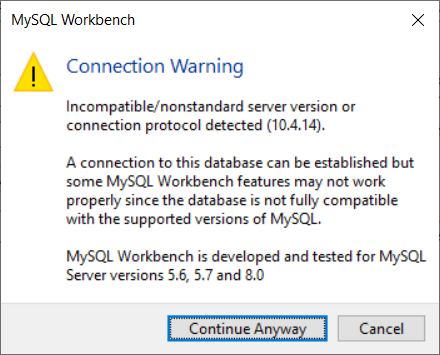 MySQL Workbench
Connection Warning
Incompatible/nonstandard server version or
connection protocol detected (10.4.14).
A connection to this database can be established but
some MySQL Workbench features may not work
properly since the database is not fully compatible
with the supported versions of MySQL.
MySQL Workbench is developed and tested for MySQL
Server versions 5.6, 5.7 and 8.0
Continue Anyway
Cancel